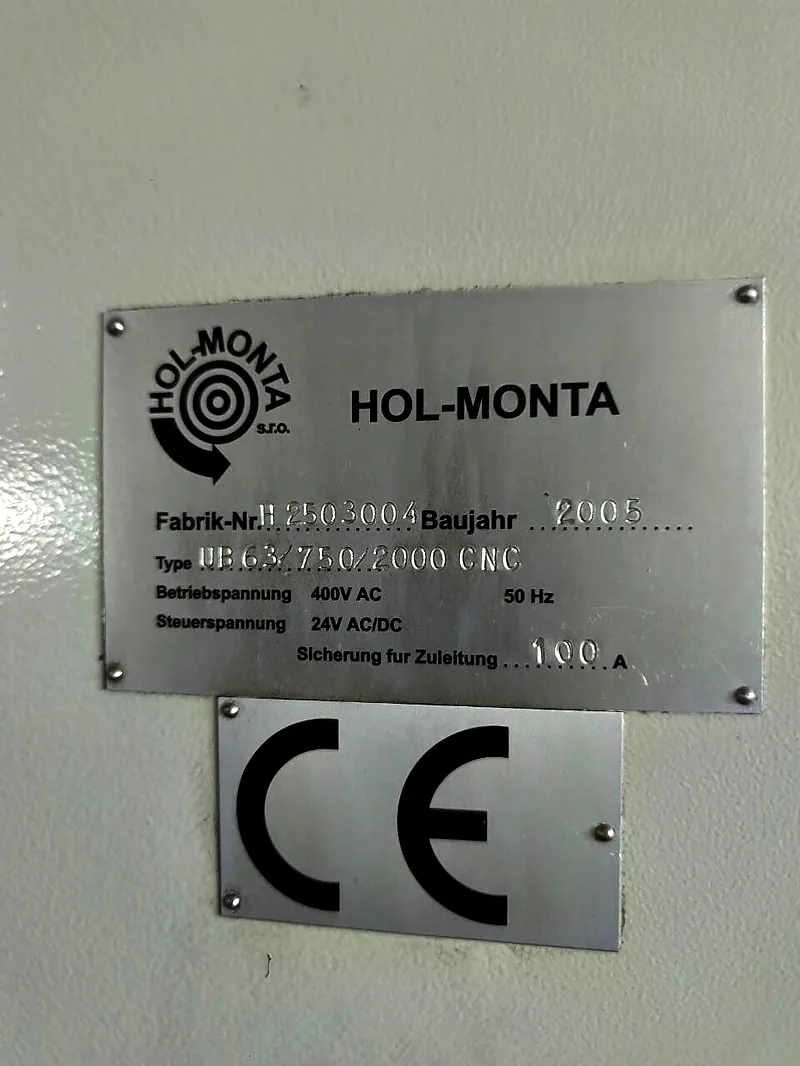 HOL-MONTA
s.r.o.
HOL-MONTA
Fabrik-Nr. H 2503004 Baujahr 2005
Type UB 63/750/2000 CNC
Betriebspannung 400V AC 50 Hz
Steuerspannung 24V AC/DC
Sicherung fur Zuleitung 100 A
CE